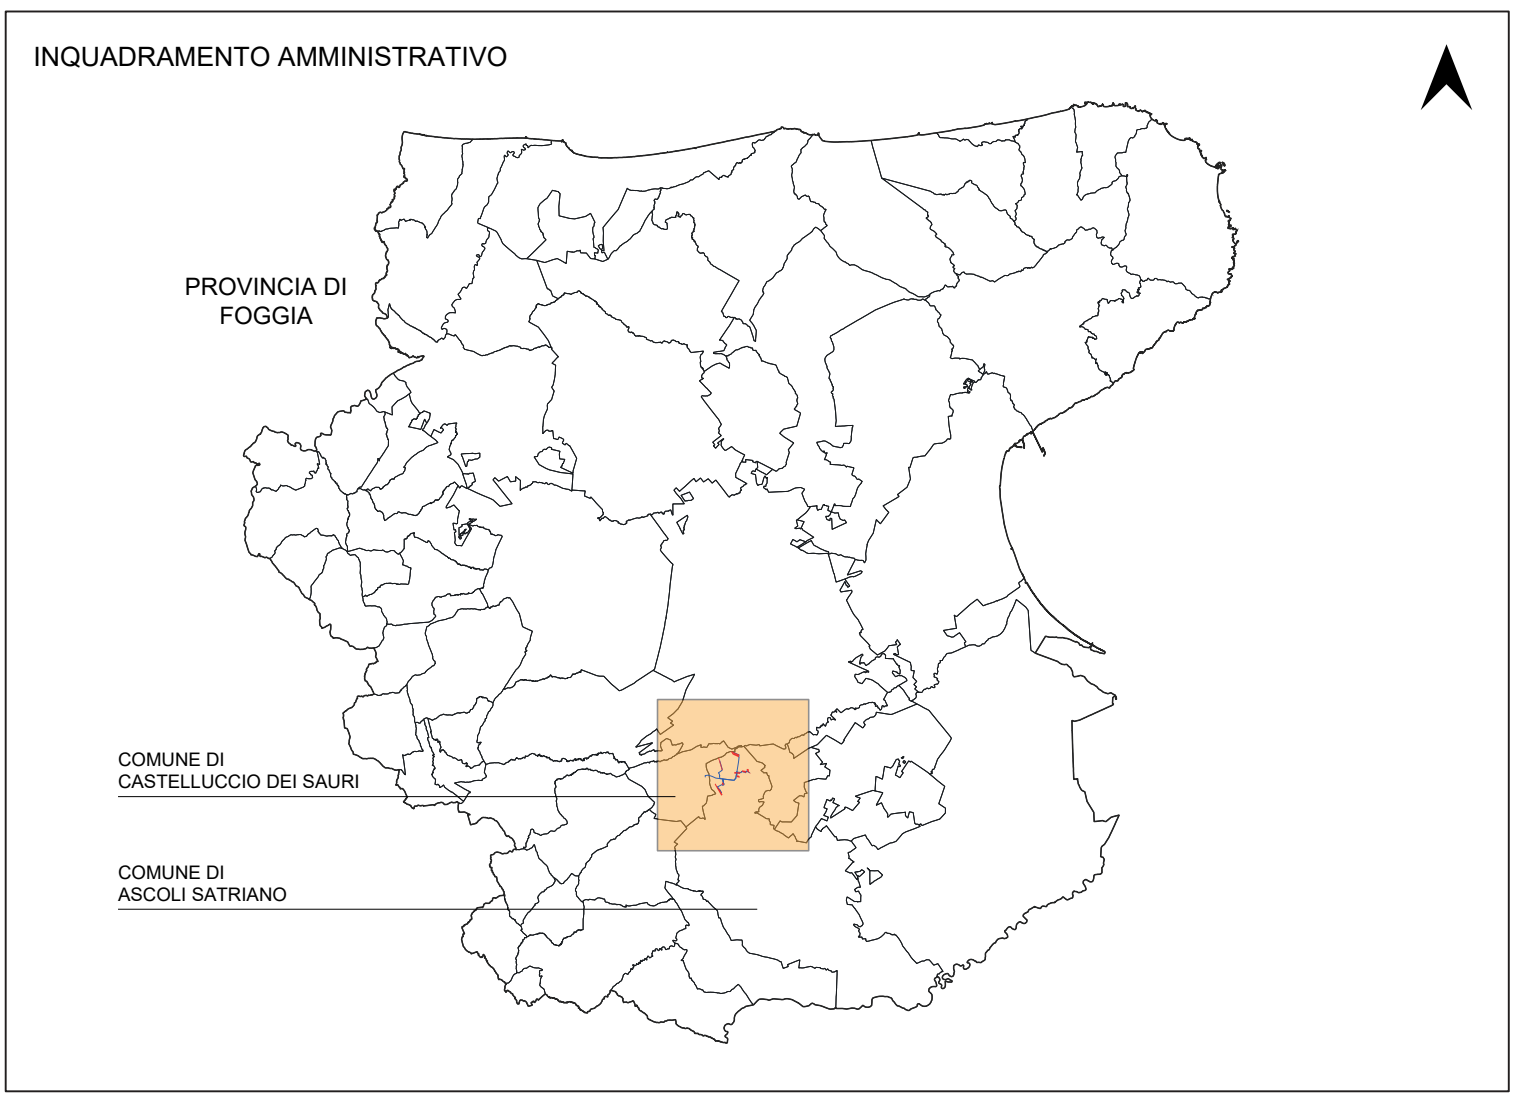 INQUADRAMENTO AMMINISTRATIVO
PROVINCIA DI
FOGGIA
COMUNE DI
CASTELLUCCIO DEI SAURI
COMUNE DI
ASCOLI SATRIANO